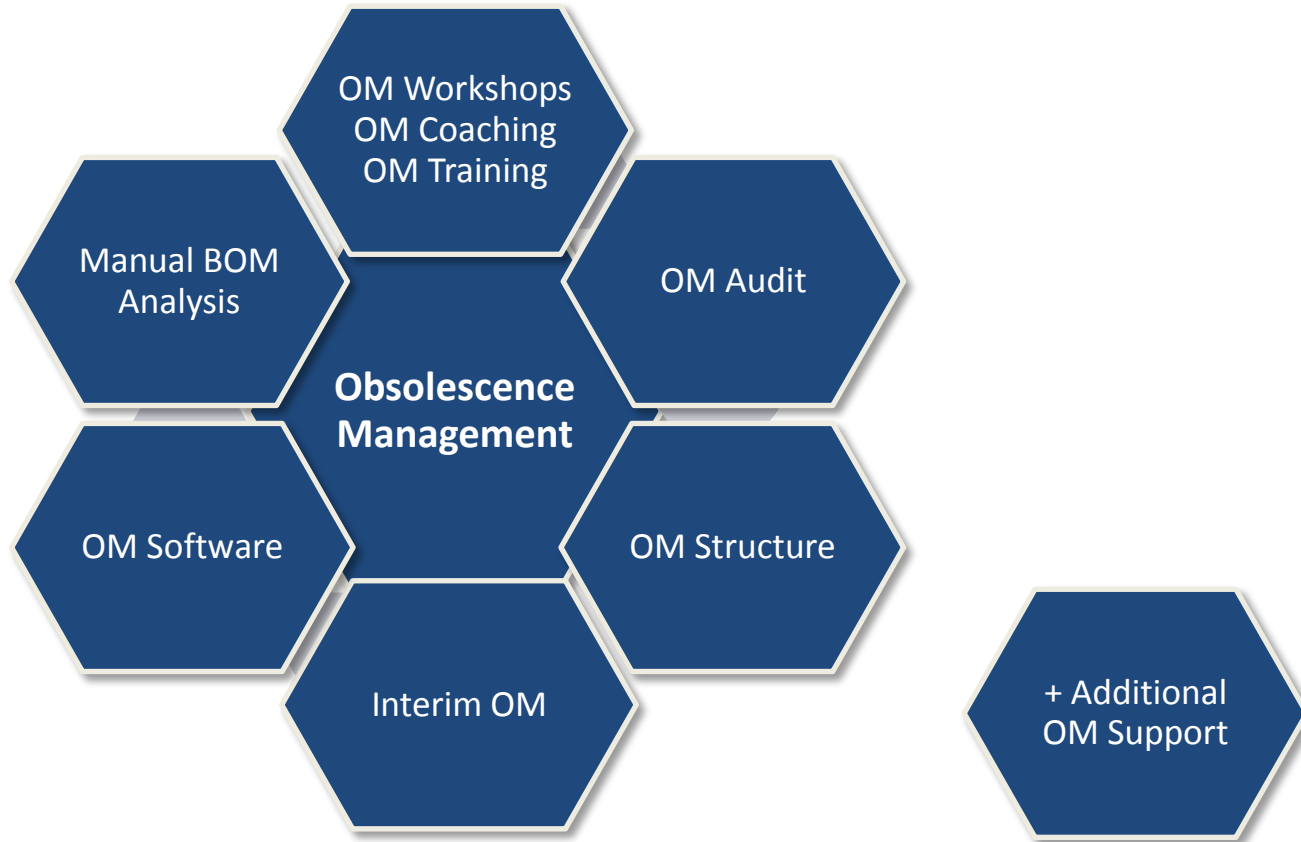 OM Workshops
OM Coaching
OM Training
Manual BOM
Analysis
OM Audit
Obsolescence
Management
OM Software
OM Structure
Interim OM
+ Additional
OM Support